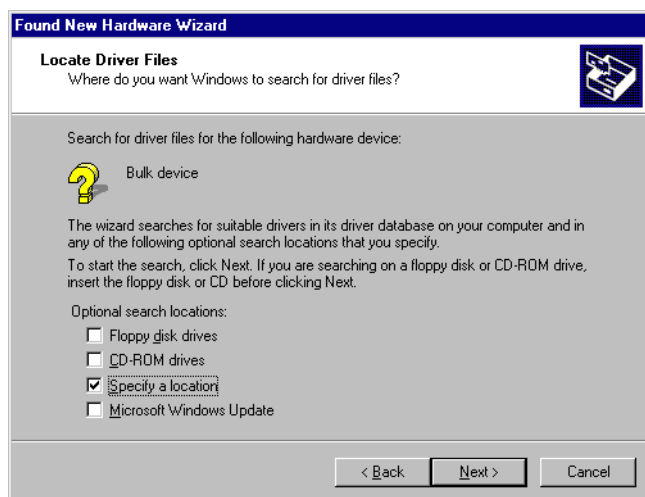 Found New Hardware Wizard
Locate Driver Files
Where do you want Windows to search for driver files?
Search for driver files for the following hardware device:
Bulk device
The wizard searches for suitable drivers in its driver database on your computer and in
any of the following optional search locations that you specify.
To start the search, click Next. If you are searching on a floppy disk or CD-ROM drive,
insert the floppy disk or CD before clicking Next.
Optional search locations:
Floppy disk drives
CD-ROM drives
Specify a location
Microsoft Windows Update
< Back Next > Cancel